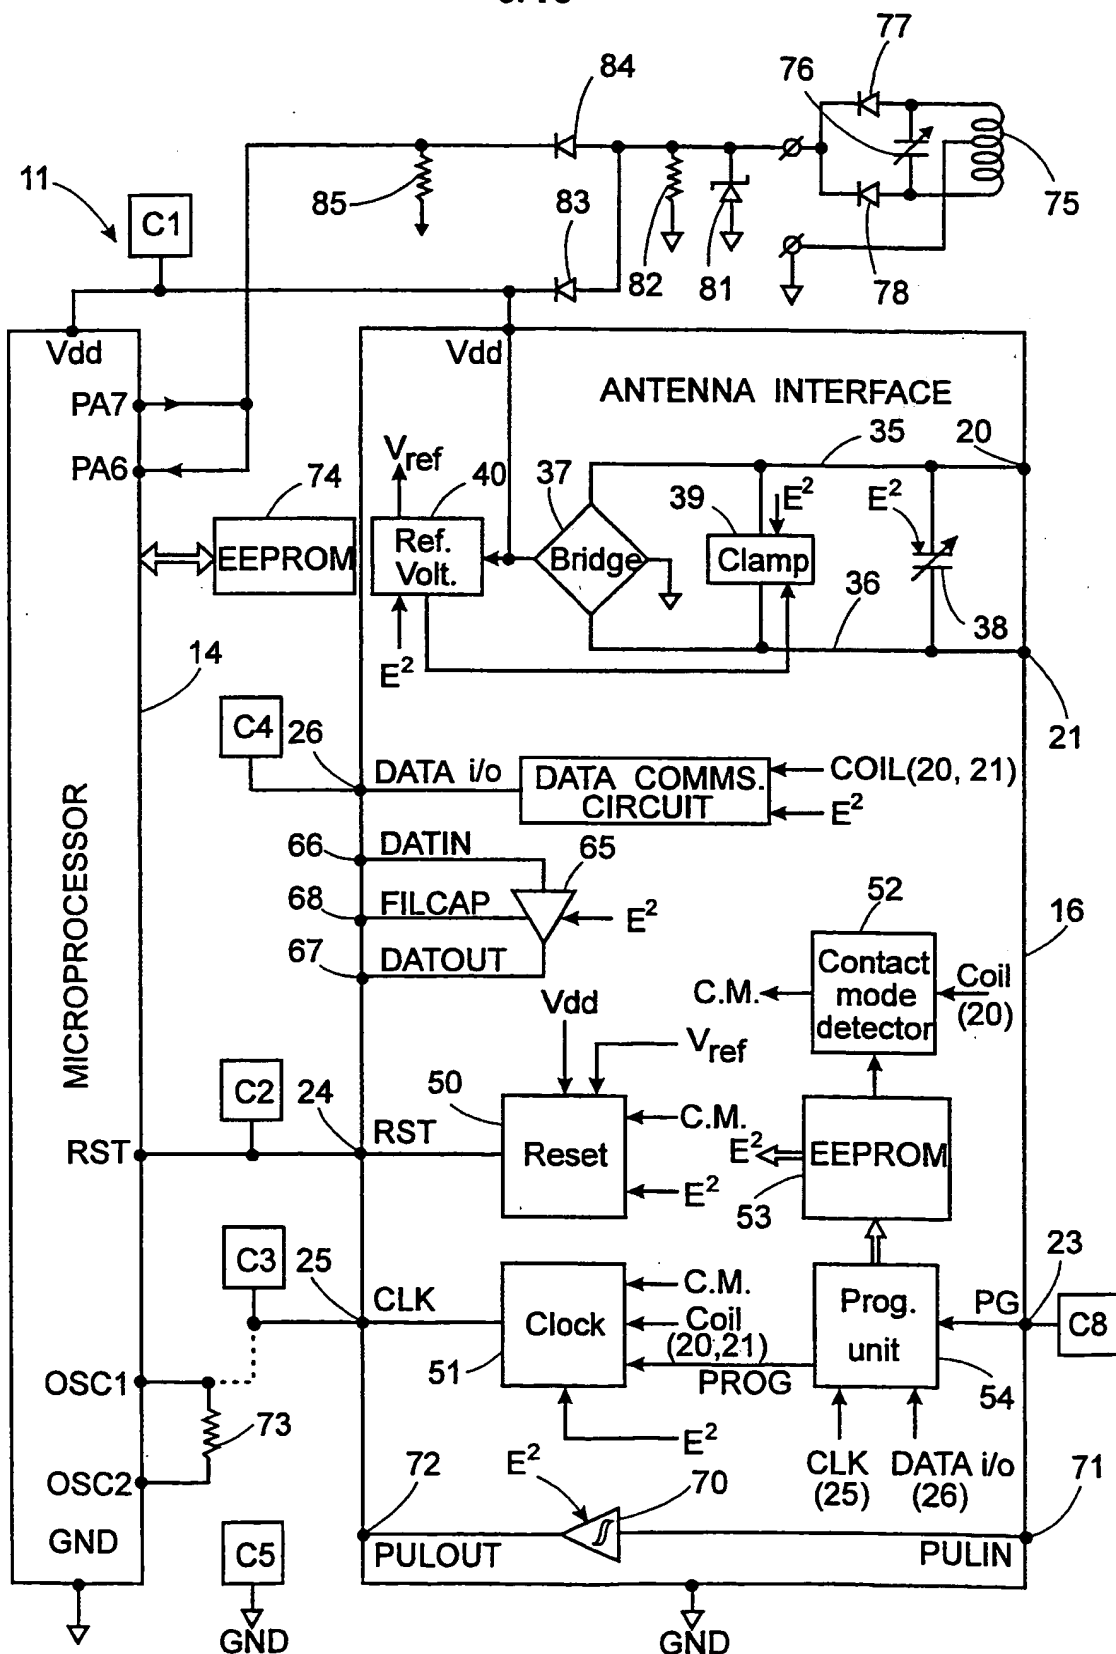 77
76
84
75
85
83
82
81
78
11
C1
Vdd
Vdd
ANTENNA INTERFACE
PA7
PA6
Vref
74
40
37
35
20
E²
39
E²
EEPROM
Ref.
Volt.
Bridge
Clamp
36
38
E²
14
C4
26
21
DATA i/o
DATA COMMS.
CIRCUIT
COIL(20, 21)
E²
MICROPROCESSOR
66
DATIN
65
68
FILCAP
E²
67
DATOUT
52
16
Contact
mode
detector
C.M.
Coil
(20)
Vdd
Vref
C2
24
50
RST
RST
Reset
C.M.
E²
E²
EEPROM
53
C3
25
CLK
Clock
51
C.M.
Coil
(20,21)
PROG
E²
Prog.
unit
PG
23
C8
54
OSC1
73
OSC2
CLK
(25)
DATA i/o
(26)
72
E²
70
71
GND
PULOUT
PULIN
C5
GND
GND